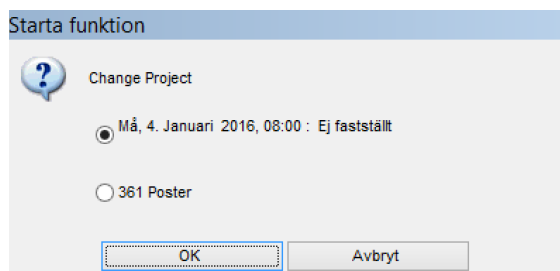 Starta funktion
Change Project
Må, 4. Januari 2016, 08:00 : Ej fastställt
361 Poster
OK
Avbryt